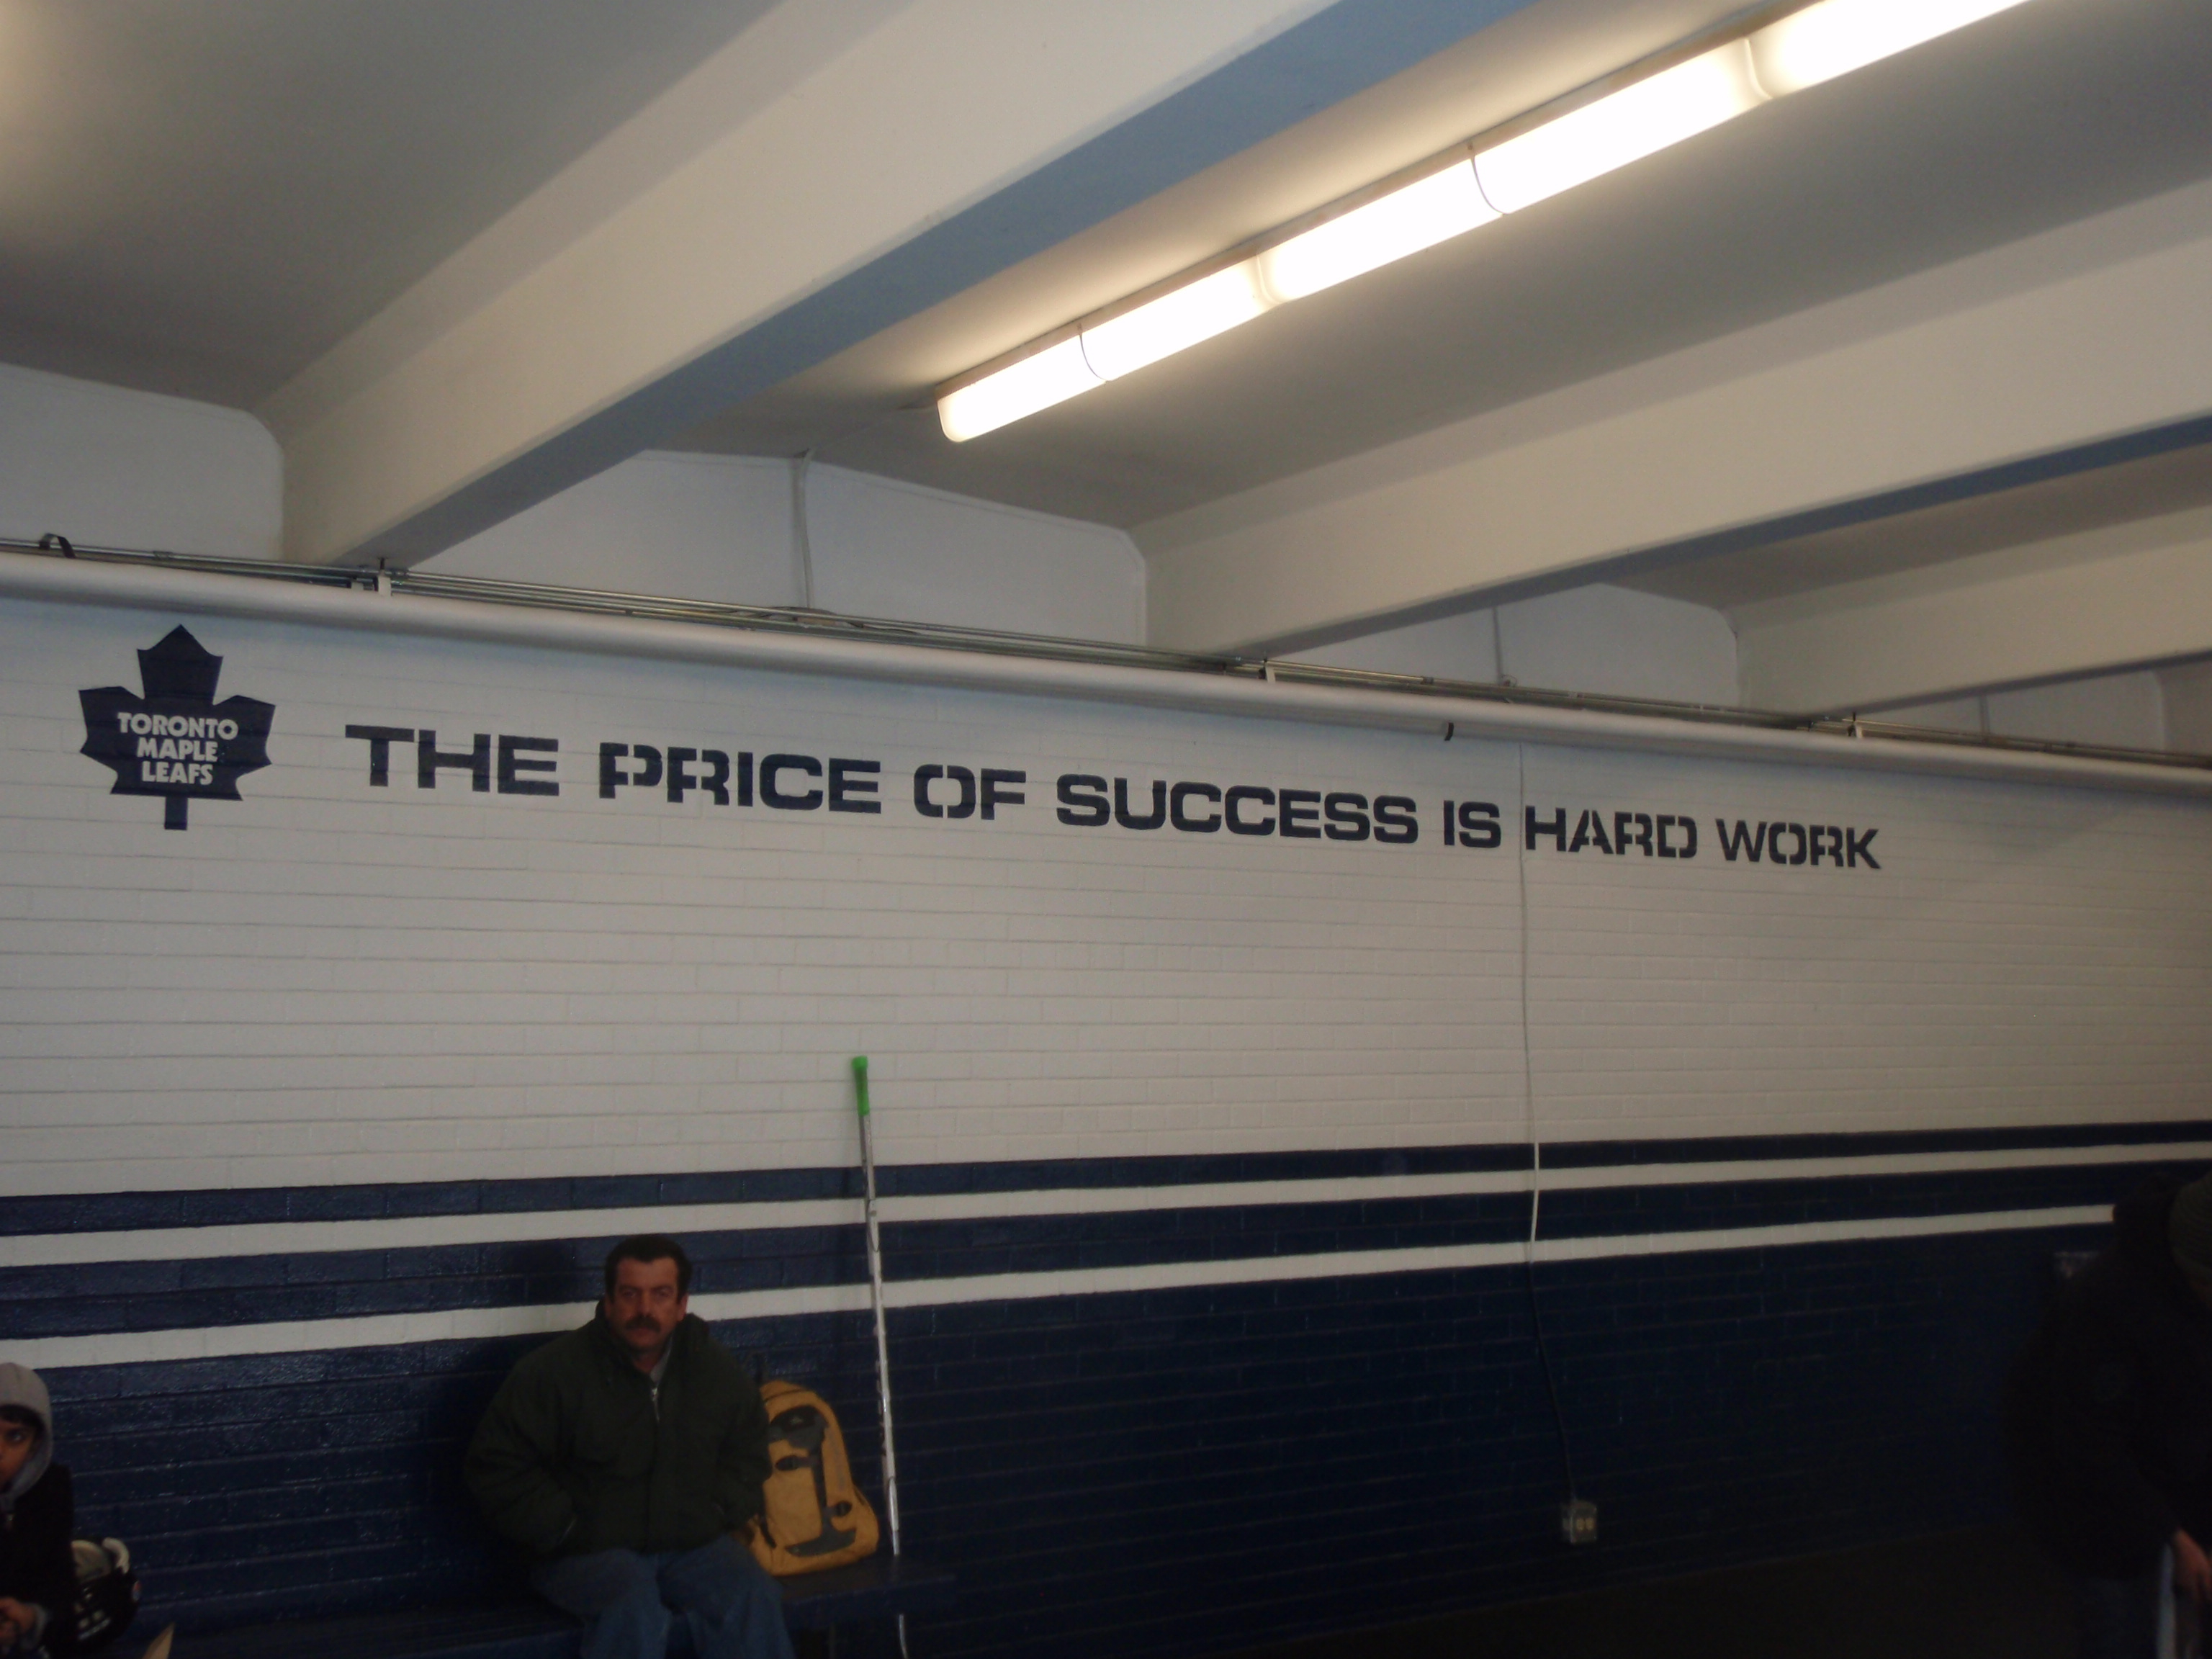 TORONTO
MAPLE
LEAFS
THE PRICE OF SUCCESS IS HARD WORK